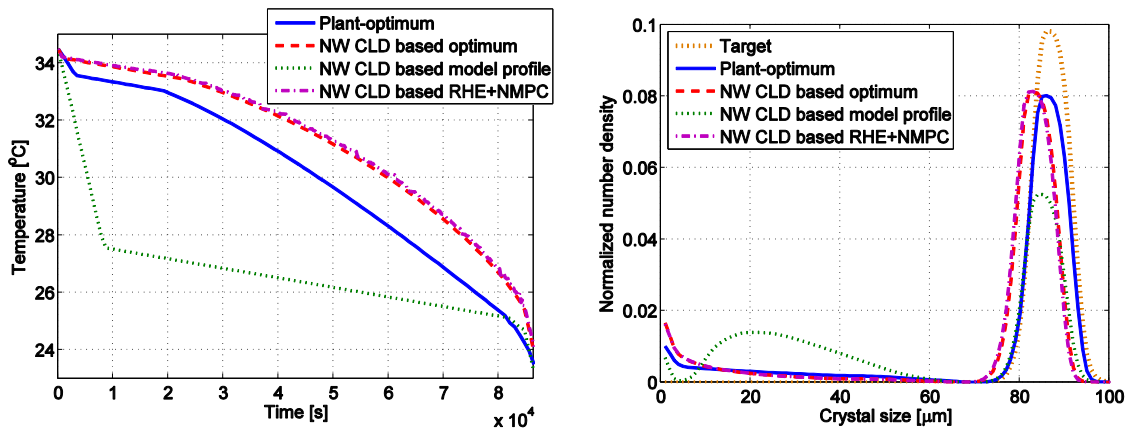 Plant-optimum
NW CLD based optimum
NW CLD based model profile
NW CLD based RHE+NMPC
34
32
30
28
26
24
Temperature [°C]
0 1 2 3 4 5 6 7 8
x 10⁴
Time [s]
Target
Plant-optimum
NW CLD based optimum
NW CLD based model profile
NW CLD based RHE+NMPC
0.1
0.08
0.06
0.04
0.02
0
Normalized number density
0 20 40 60 80 100
Crystal size [μm]